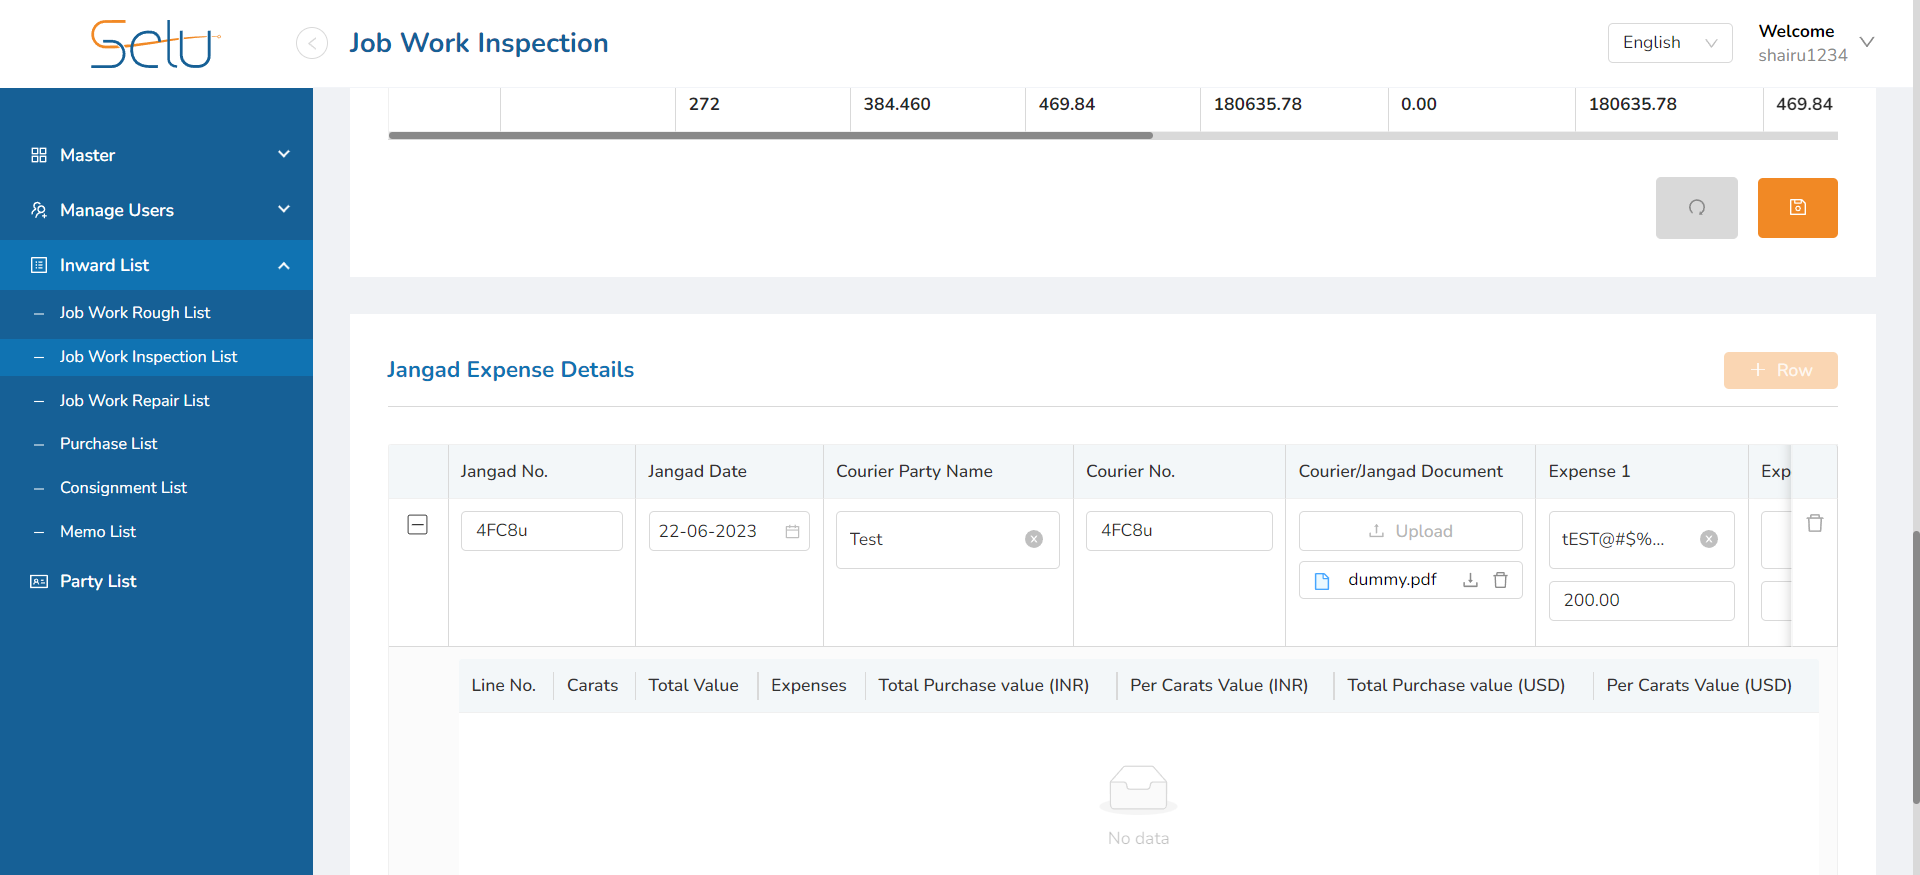 Setu
Job Work Inspection
English
Welcome
shairu1234
Master
Manage Users
Inward List
Job Work Rough List
Job Work Inspection List
Job Work Repair List
Purchase List
Consignment List
Memo List
Party List
272 384.460 469.84 180635.78 0.00 180635.78 469.84
Jangad Expense Details
+ Row
Jangad No. Jangad Date Courier Party Name Courier No. Courier/Jangad Document Expense 1 Exp
4FC8u 22-06-2023 Test 4FC8u Upload tEST@#$%...
dummy.pdf
200.00
Line No. Carats Total Value Expenses Total Purchase value (INR) Per Carats Value (INR) Total Purchase value (USD) Per Carats Value (USD)
No data